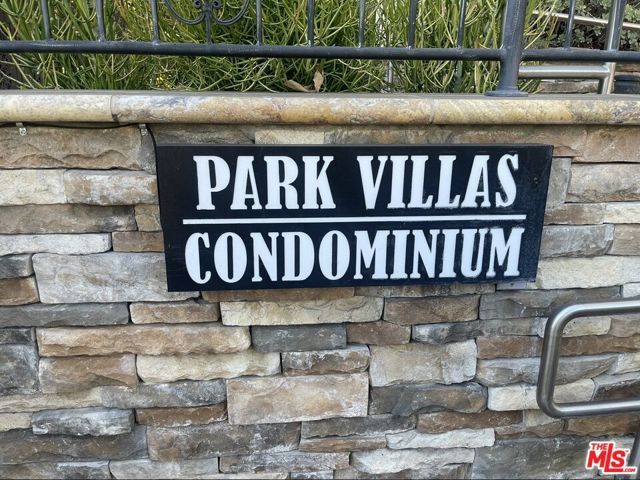 PARK VILLAS
CONDOMINIUM
THE
MLS